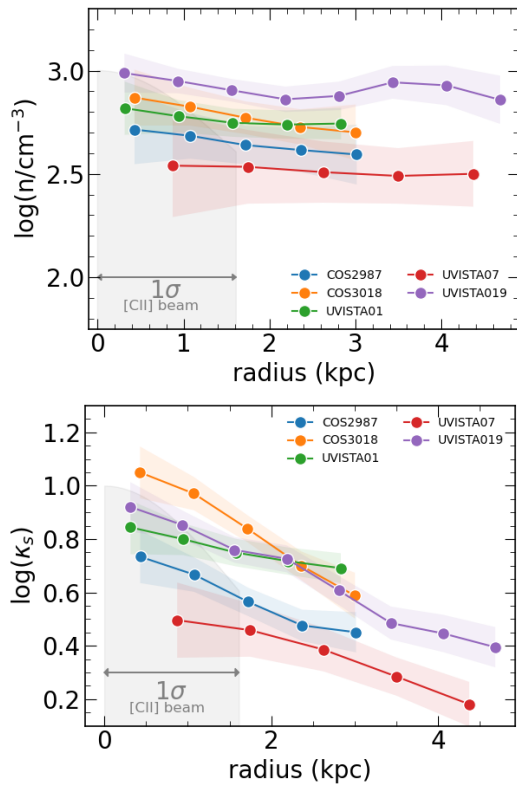 3.0
2.5
2.0
log(n/cm⁻³)
COS2987
COS3018
UVISTA01
UVISTA07
UVISTA019
1σ
[CII] beam
0 1 2 3 4
radius (kpc)
1.2
1.0
0.8
0.6
0.4
0.2
log(κₛ)
COS2987
COS3018
UVISTA01
UVISTA07
UVISTA019
1σ
[CII] beam
0 2 4
radius (kpc)